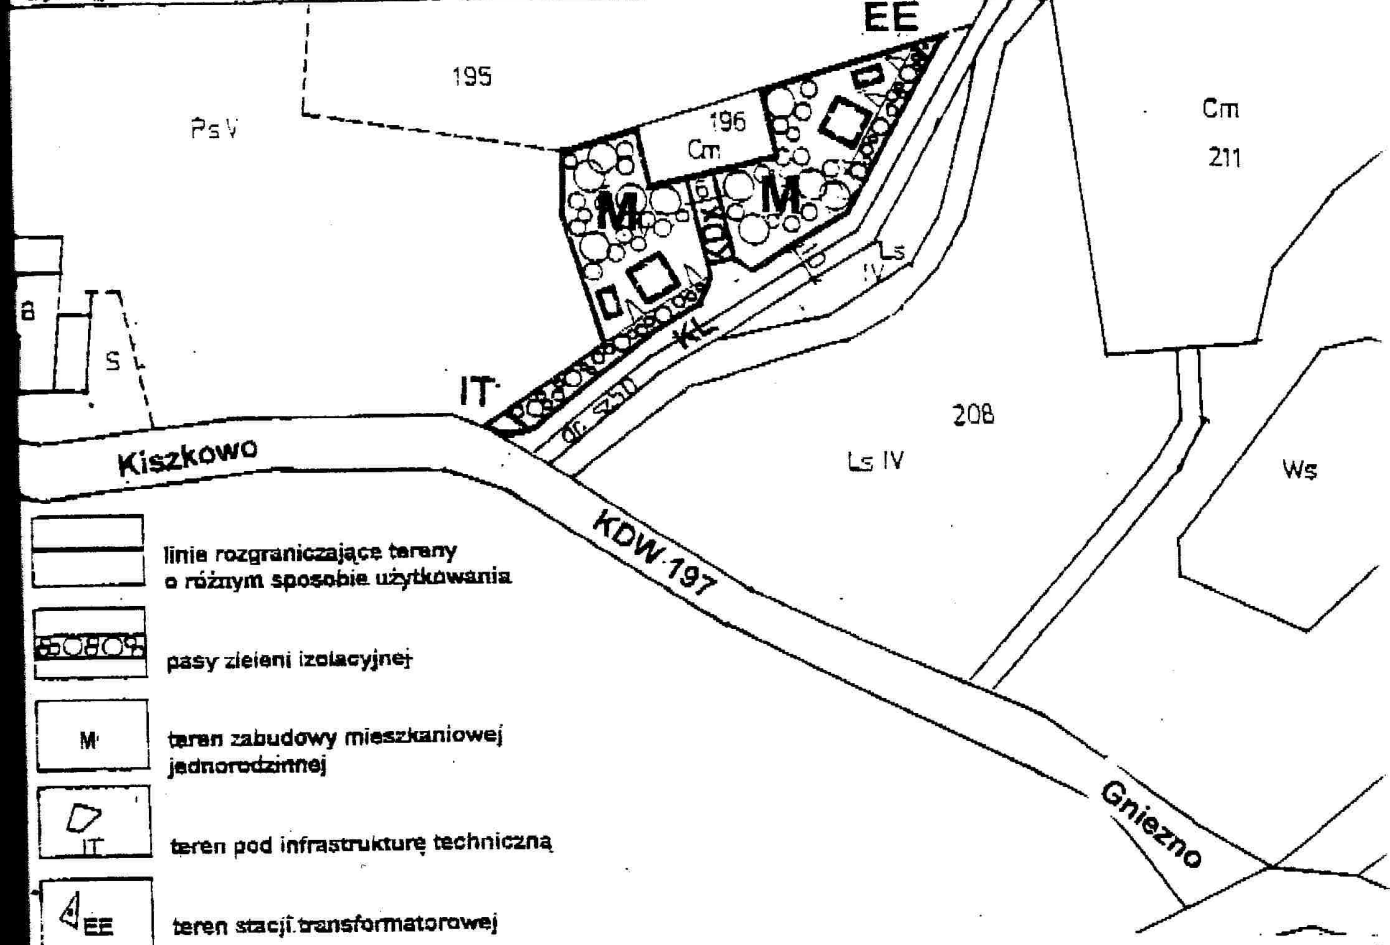 EE
195
Ps V
196
Cm
Cm
211
M
M
KDX
Ls
IV
B
S
KL
IT
208
Ls IV
Ws
Kiszkowo
KDW 197
Gniezno
linie rozgraniczające tereny
o różnym sposobie użytkowania
pasy zieleni izolacyjnej
M
teren zabudowy mieszkaniowej
jednorodzinnej
IT
teren pod infrastrukturę techniczną
EE
teren stacji transformatorowej